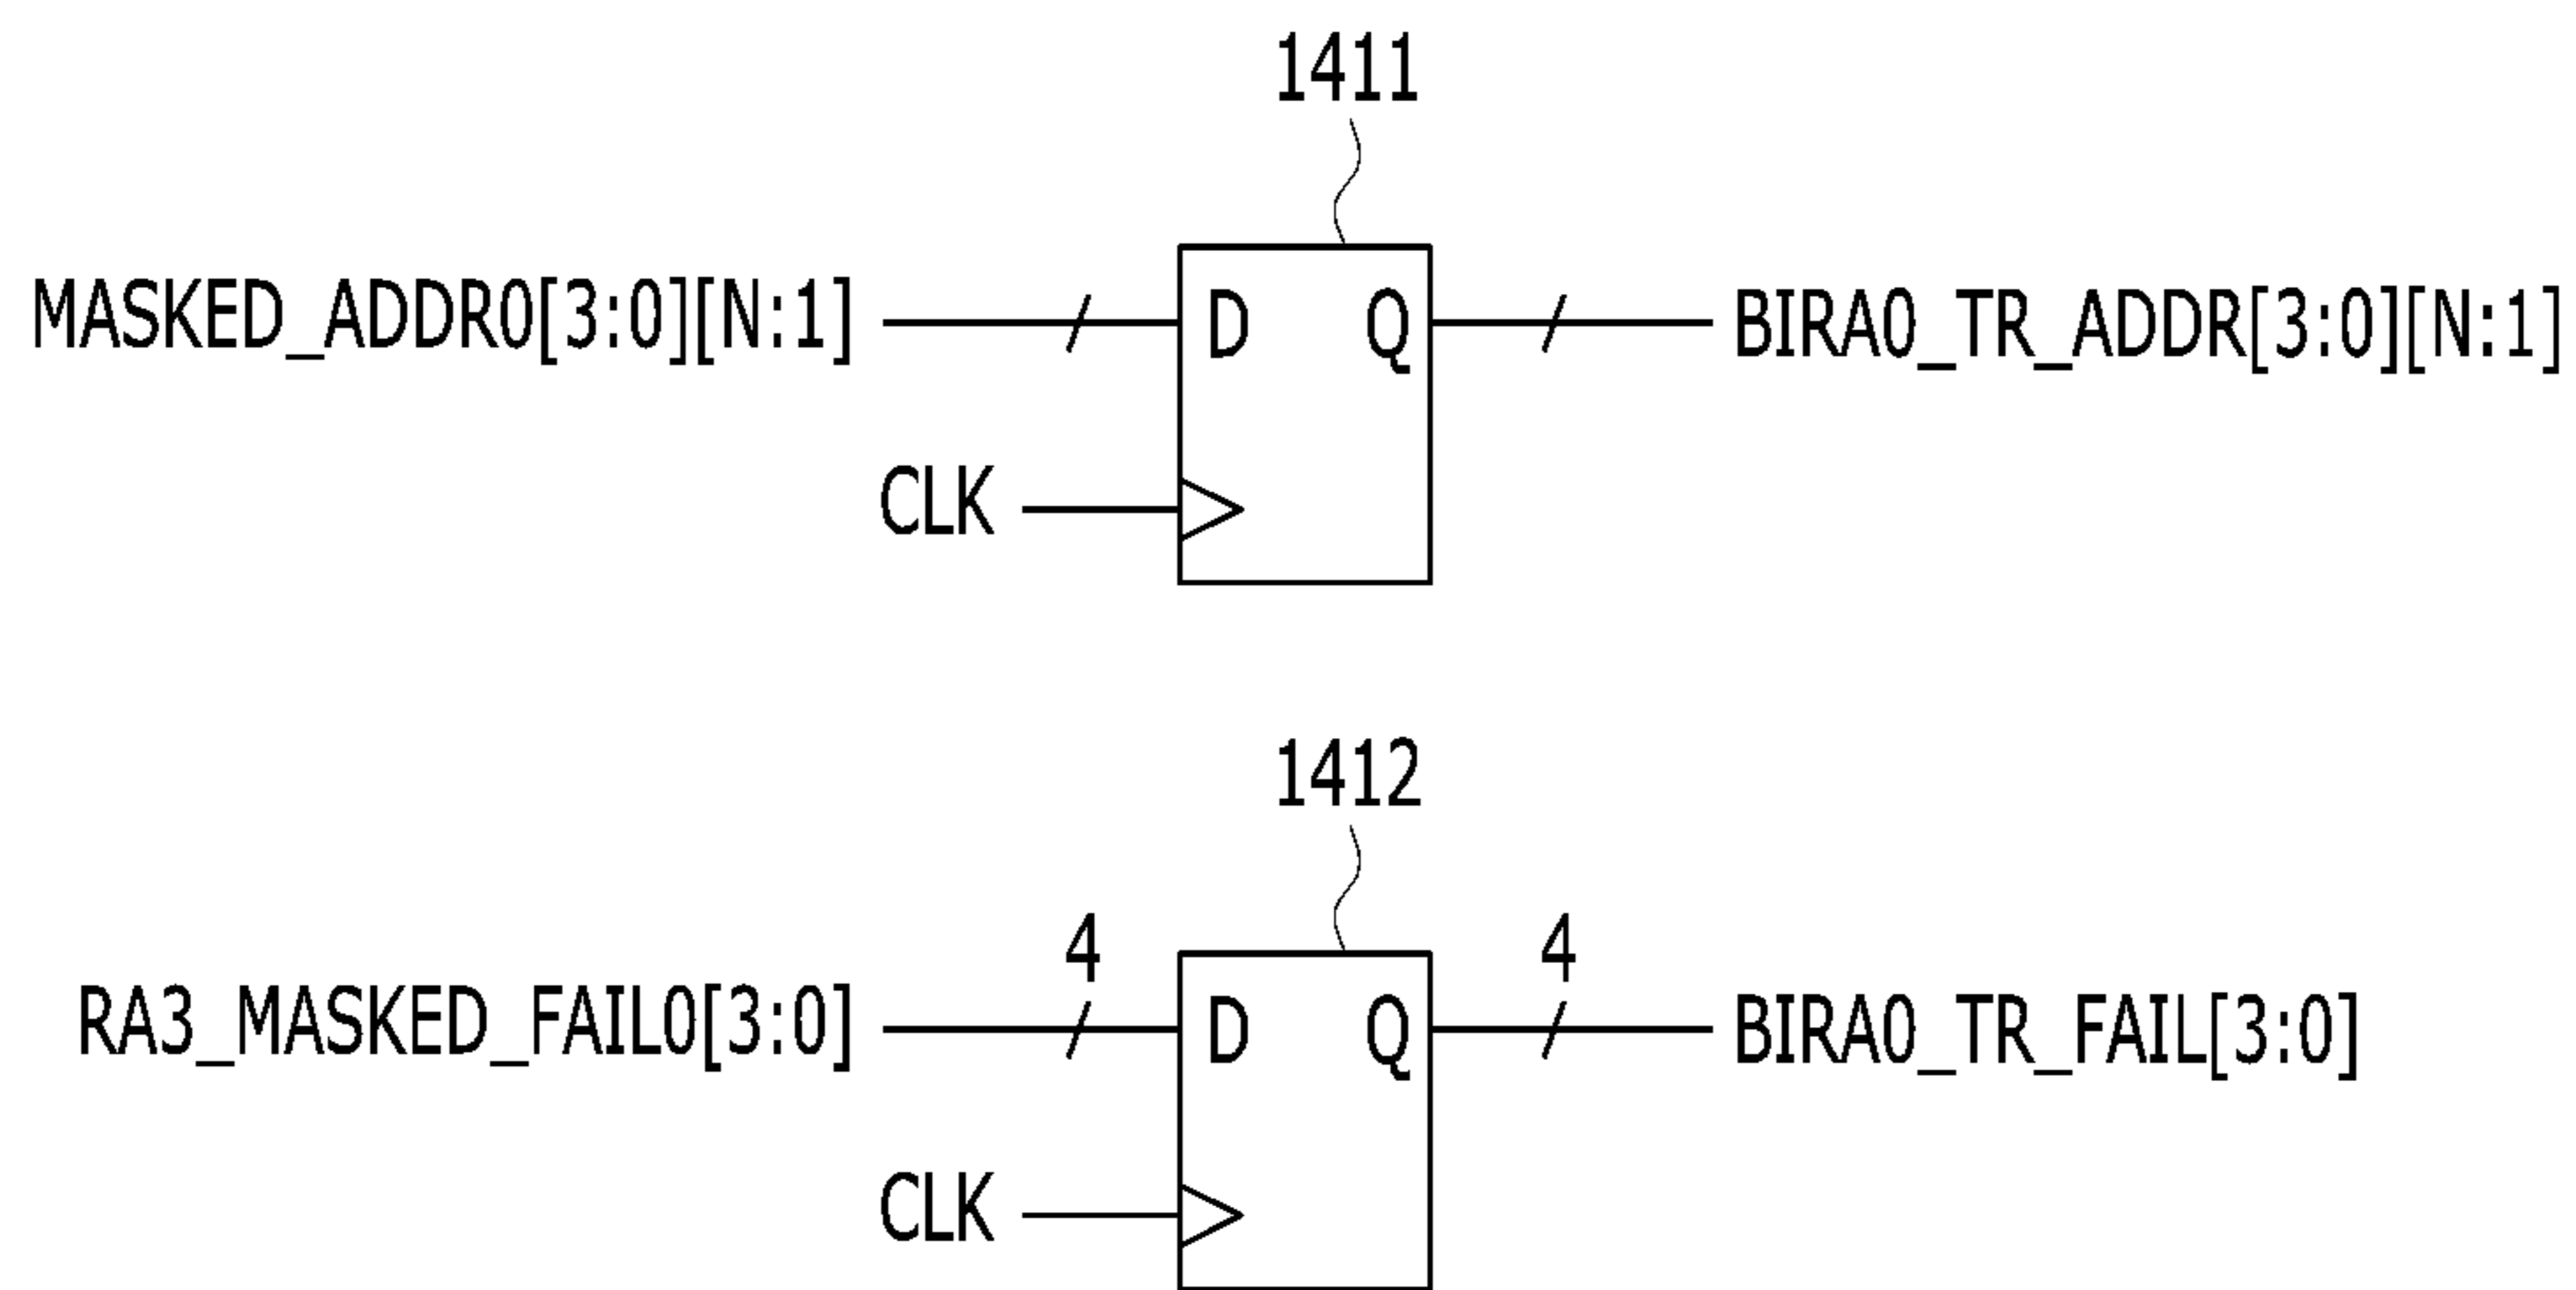 1411
MASKED_ADDR0[3:0][N:1] D Q BIRA0_TR_ADDR[3:0][N:1]
CLK
1412
4 4
RA3_MASKED_FAIL0[3:0] D Q BIRA0_TR_FAIL[3:0]
CLK